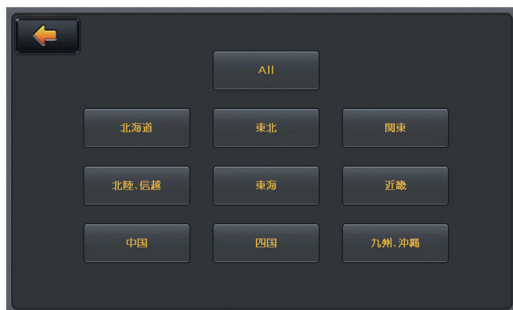 All
北海道
東北
関東
北陸、信越
東海
近畿
中国
四国
九州、沖縄